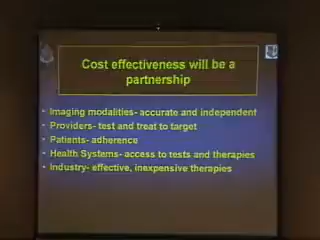 Cost effectiveness will be a
partnership
• Imaging modalities- accurate and independent
• Providers- test and treat to target
• Patients- adherence
• Health Systems- access to tests and therapies
• Industry- effective, inexpensive therapies